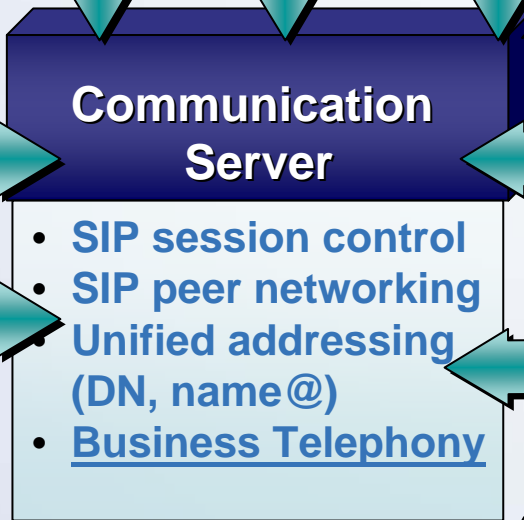 Communication
Server
• SIP session control
• SIP peer networking
• Unified addressing
(DN, name@)
• Business Telephony